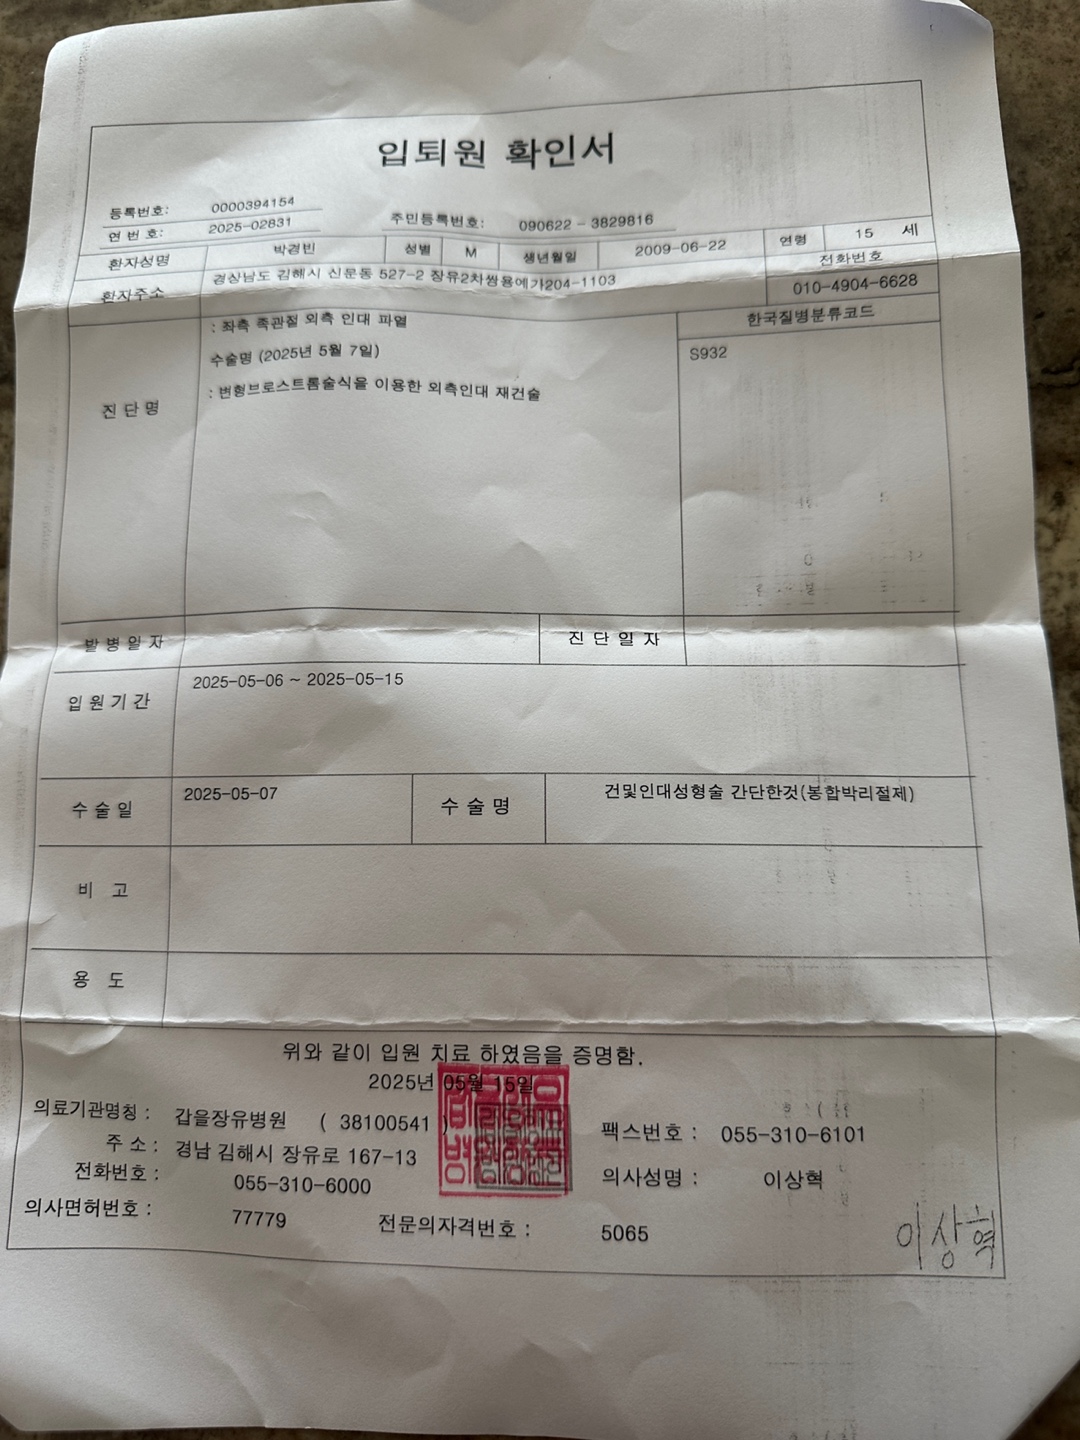 입퇴원 확인서
등록번호: 0000394154
연 번 호: 2025-02831 주민등록번호: 090622 - 3829816
환자성명 박경빈 성별 M 생년월일 2009-06-22 연령 15 세
환자주소 경상남도 김해시 신문동 527-2 장유2차쌍용예가204-1103 전화번호
010-4904-6628
: 좌측 족관절 외측 인대 파열 한국질병분류코드
수술명 (2025년 5월 7일) S932
: 변형브로스트롬술식을 이용한 외측인대 재건술
진 단 명
발 병 일 자 진 단 일 자
입 원 기 간 2025-05-06 ~ 2025-05-15
수 술 일 2025-05-07 수 술 명 건및인대성형술 간단한것(봉합박리절제)
비 고
용 도
위와 같이 입원 치료 하였음을 증명함.
2025년 05월 15일
의료기관명칭 : 갑을장유병원 ( 38100541 ) 팩스번호 : 055-310-6101
주 소 : 경남 김해시 장유로 167-13
전화번호 : 055-310-6000 의사성명 : 이상혁
의사면허번호 : 77779 전문의자격번호 : 5065
이상혁